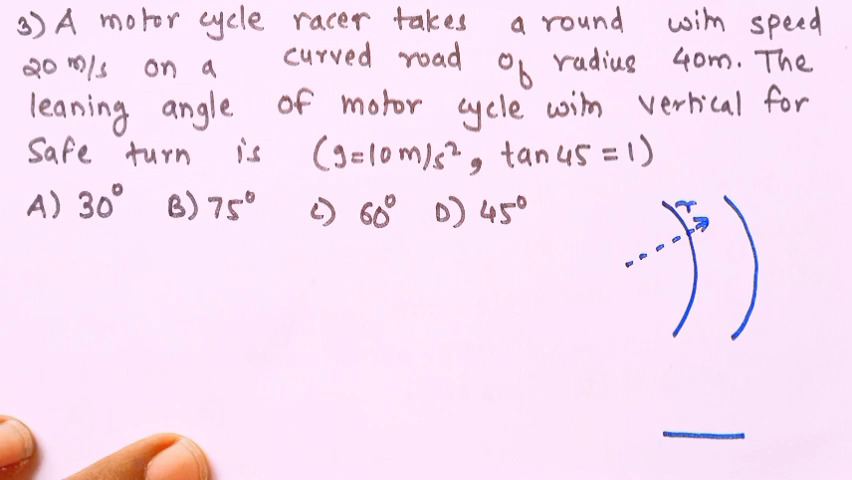 3) A motor cycle racer takes a round with speed
20 m/s on a curved road of radius 40m. The
leaning angle of motor cycle with vertical for
Safe turn is (g=10m/s², tan45=1)
A) 30° B) 75° C) 60° D) 45°
r